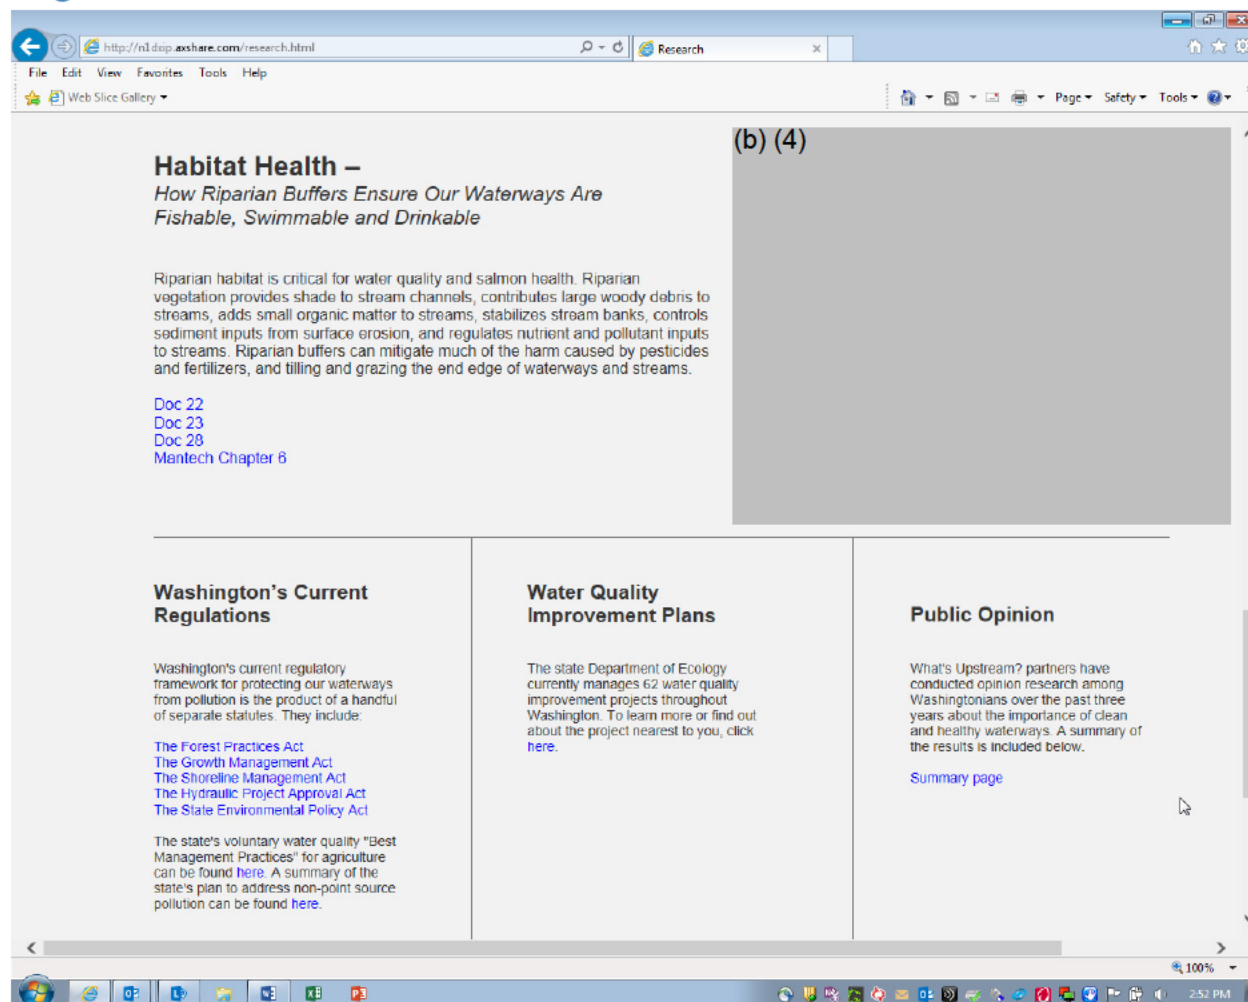 http://n1dxip.axshare.com/research.html
Research
File Edit View Favorites Tools Help
Web Slice Gallery
Page Safety Tools
Habitat Health –
How Riparian Buffers Ensure Our Waterways Are
Fishable, Swimmable and Drinkable
(b) (4)
Riparian habitat is critical for water quality and salmon health. Riparian
vegetation provides shade to stream channels, contributes large woody debris to
streams, adds small organic matter to streams, stabilizes stream banks, controls
sediment inputs from surface erosion, and regulates nutrient and pollutant inputs
to streams. Riparian buffers can mitigate much of the harm caused by pesticides
and fertilizers, and tilling and grazing the end edge of waterways and streams.
Doc 22
Doc 23
Doc 28
Mantech Chapter 6
Washington's Current
Regulations
Washington's current regulatory
framework for protecting our waterways
from pollution is the product of a handful
of separate statutes. They include:
The Forest Practices Act
The Growth Management Act
The Shoreline Management Act
The Hydraulic Project Approval Act
The State Environmental Policy Act
The state's voluntary water quality "Best
Management Practices" for agriculture
can be found here. A summary of the
state's plan to address non-point source
pollution can be found here.
Water Quality
Improvement Plans
The state Department of Ecology
currently manages 62 water quality
improvement projects throughout
Washington. To learn more or find out
about the project nearest to you, click
here.
Public Opinion
What's Upstream? partners have
conducted opinion research among
Washingtonians over the past three
years about the importance of clean
and healthy waterways. A summary of
the results is included below.
Summary page
100%
2:52 PM